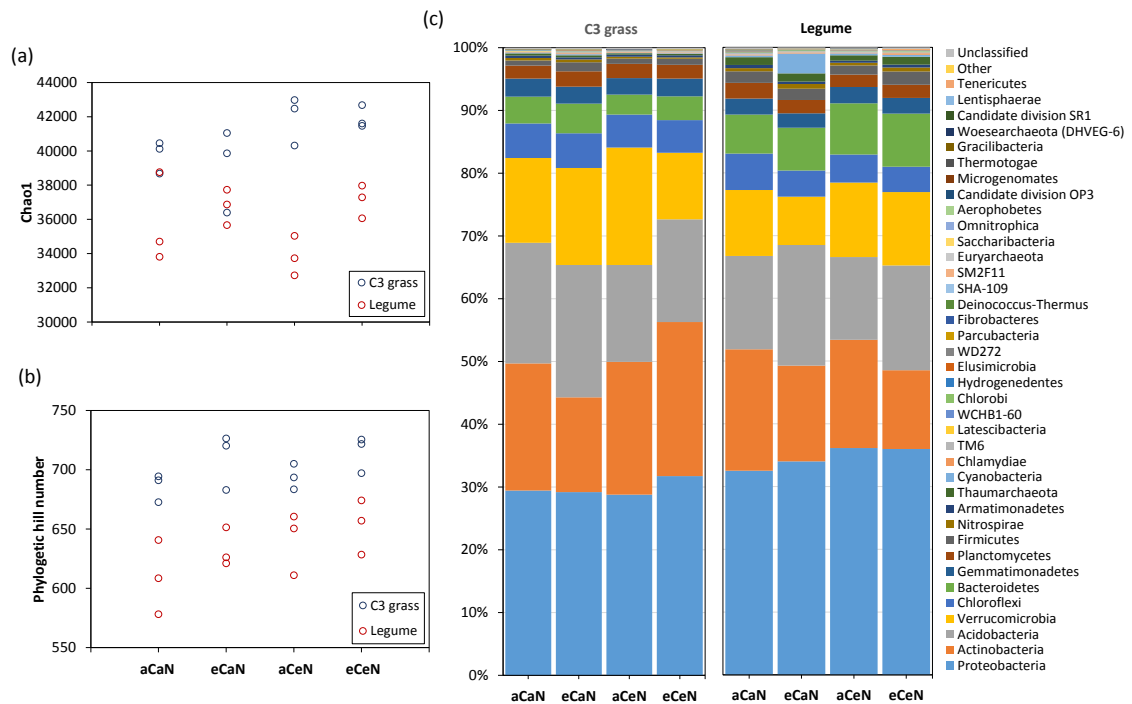 (a)
44000
42000
40000
38000
36000
34000
32000
30000
Chao1
C3 grass
Legume
(b)
750
700
650
600
550
Phylogetic hill number
C3 grass
Legume
aCaN
eCaN
aCeN
eCeN
(c)
C3 grass
Legume
100%
90%
80%
70%
60%
50%
40%
30%
20%
10%
0%
aCaN
eCaN
aCeN
eCeN
aCaN
eCaN
aCeN
eCeN
Unclassified
Other
Tenericutes
Lentisphaerae
Candidate division SR1
Woesearchaeota (DHVEG-6)
Gracilibacteria
Thermotogae
Microgenomates
Candidate division OP3
Aerophobetes
Omnitrophica
Saccharibacteria
Euryarchaeota
SM2F11
SHA-109
Deinococcus-Thermus
Fibrobacteres
Parcubacteria
WD272
Elusimicrobia
Hydrogenedentes
Chlorobi
WCHB1-60
Latescibacteria
TM6
Chlamydiae
Cyanobacteria
Thaumarchaeota
Armatimonadetes
Nitrospirae
Firmicutes
Planctomycetes
Gemmatimonadetes
Bacteroidetes
Chloroflexi
Verrucomicrobia
Acidobacteria
Actinobacteria
Proteobacteria